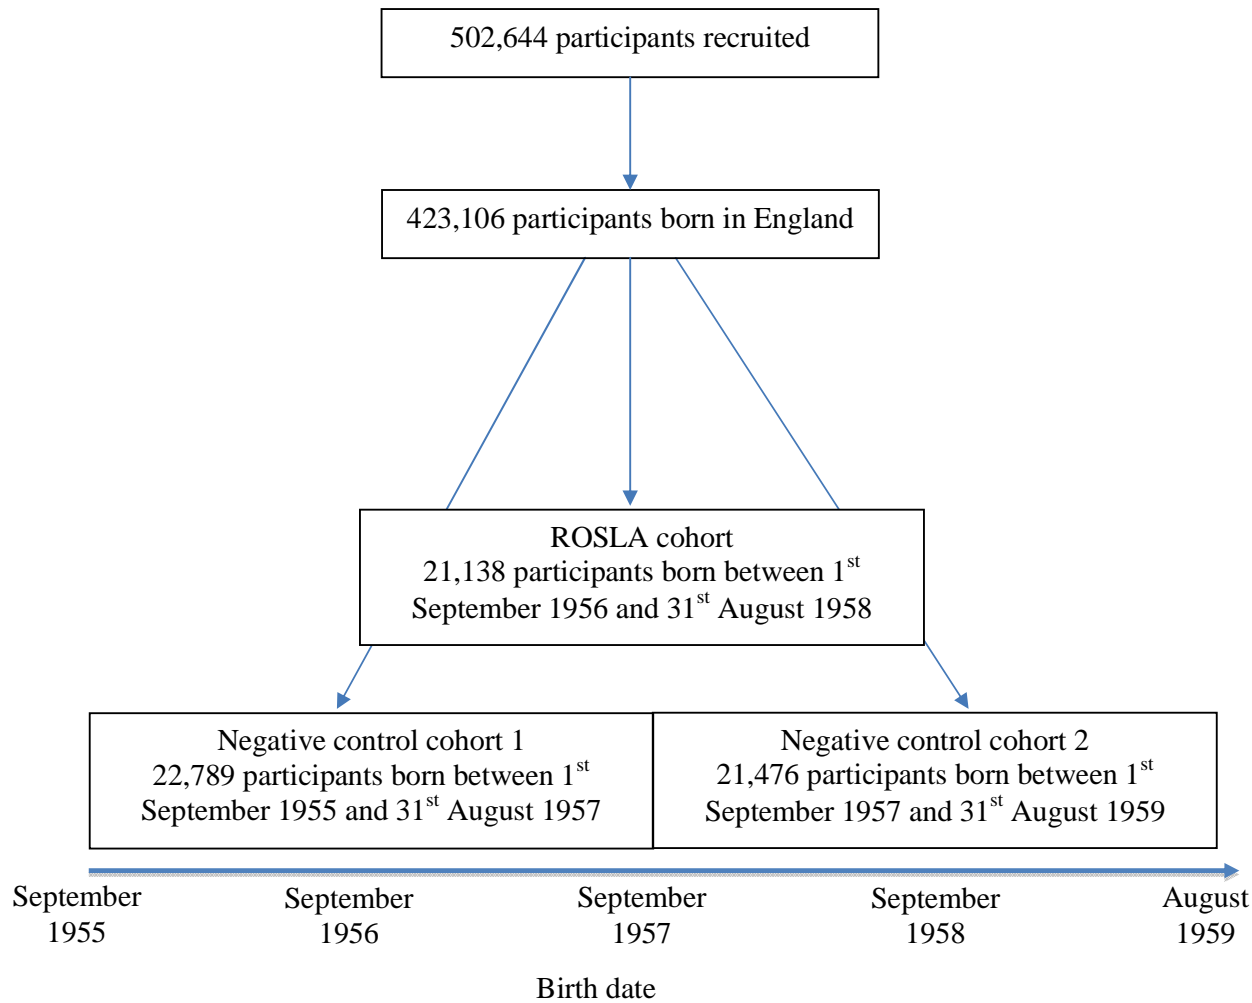 502,644 participants recruited
423,106 participants born in England
ROSLA cohort
21,138 participants born between 1st
September 1956 and 31st August 1958
Negative control cohort 1
22,789 participants born between 1st
September 1955 and 31st August 1957
Negative control cohort 2
21,476 participants born between 1st
September 1957 and 31st August 1959
September
1955
September
1956
September
1957
September
1958
August
1959
Birth date